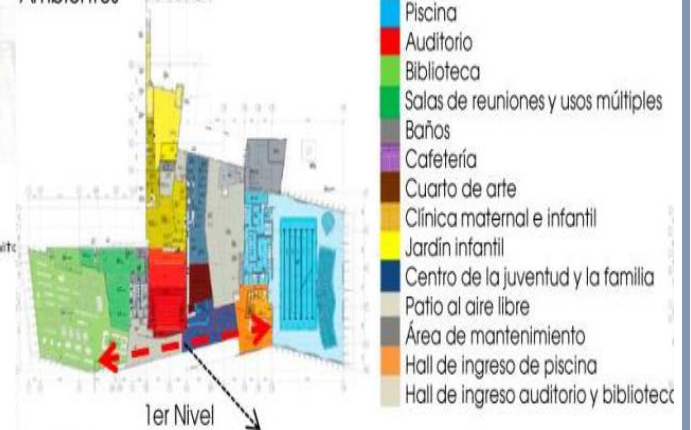 Ambientes
Piscina
Auditorio
Biblioteca
Salas de reuniones y usos múltiples
Baños
Cafetería
Cuarto de arte
Clínica maternal e infantil
Jardín infantil
Centro de la juventud y la familia
Patio al aire libre
Área de mantenimiento
Hall de ingreso de piscina
Hall de ingreso auditorio y biblioteca
1er Nivel